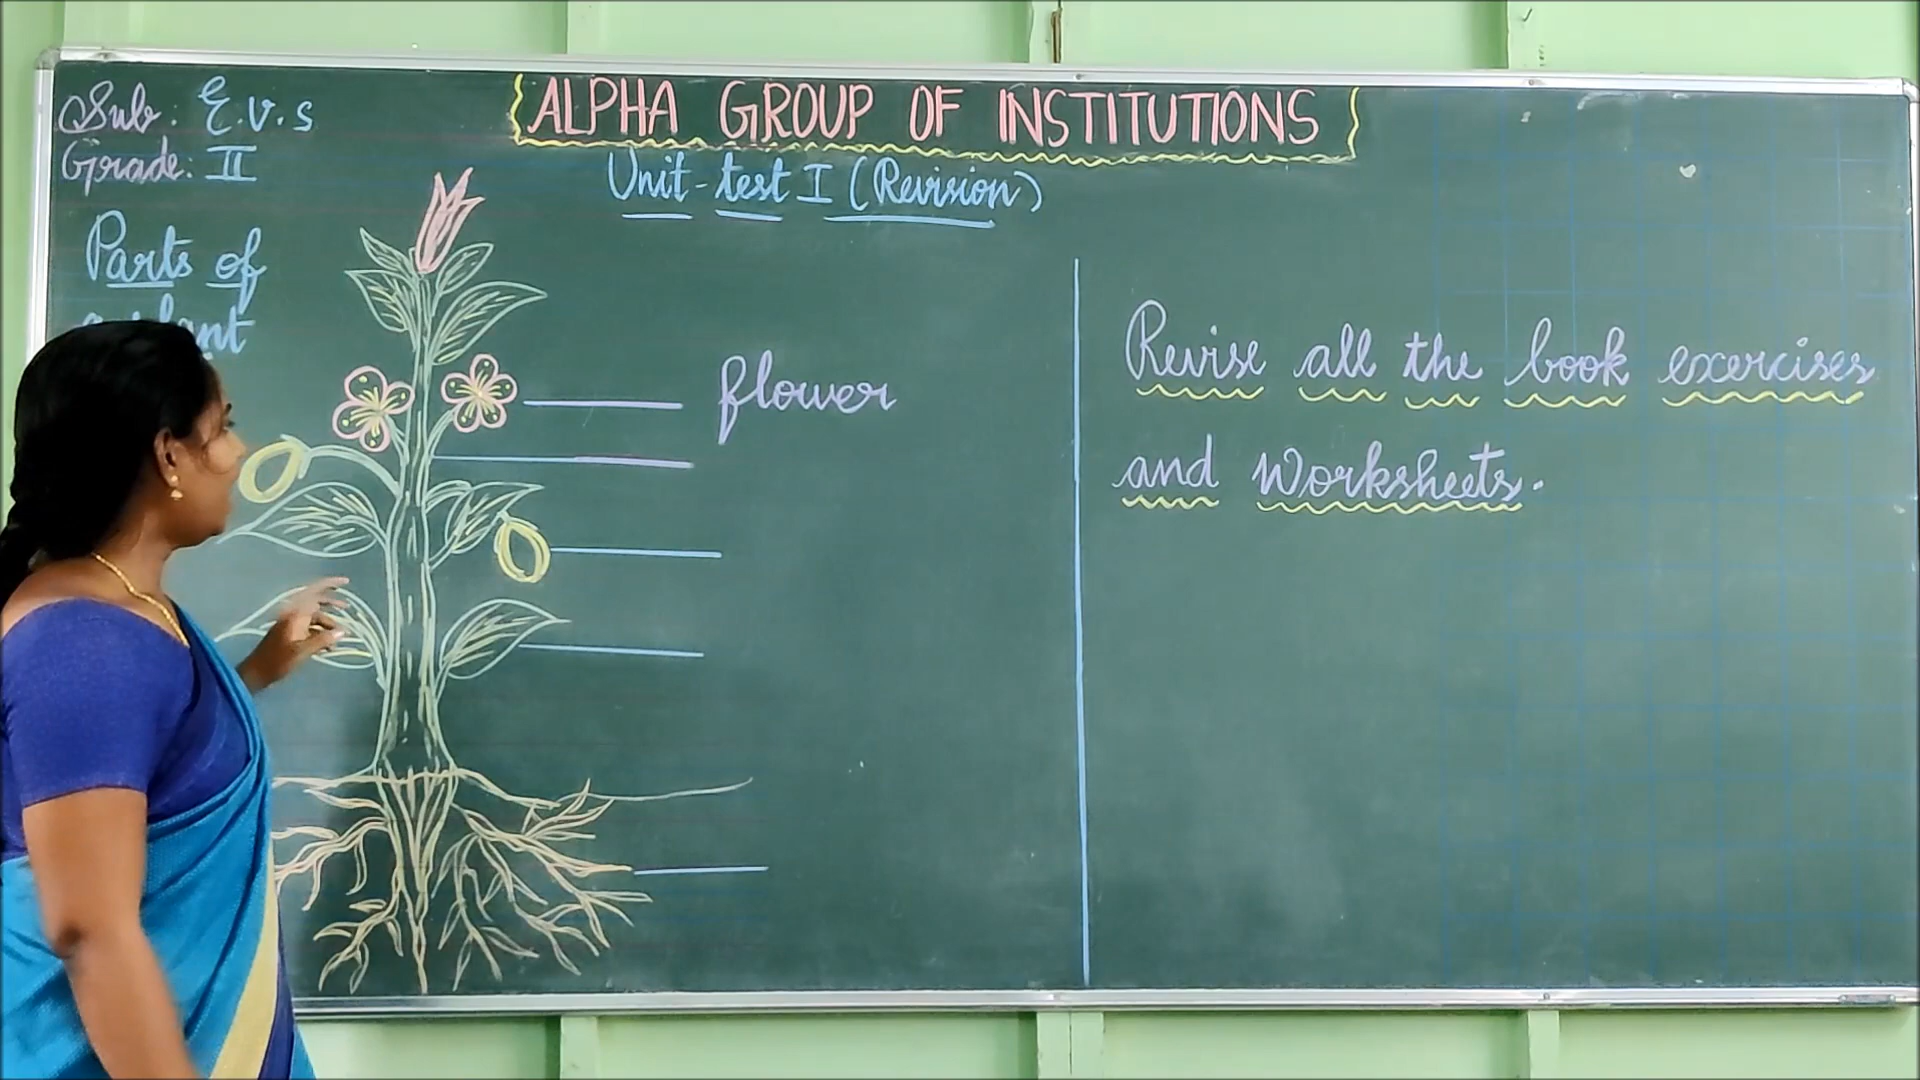 Sub: E.V.S
Grade: II
ALPHA GROUP OF INSTITUTIONS
Unit-test I (Revision)
Parts of
flower
Revise all the book exercises
and Worksheets.